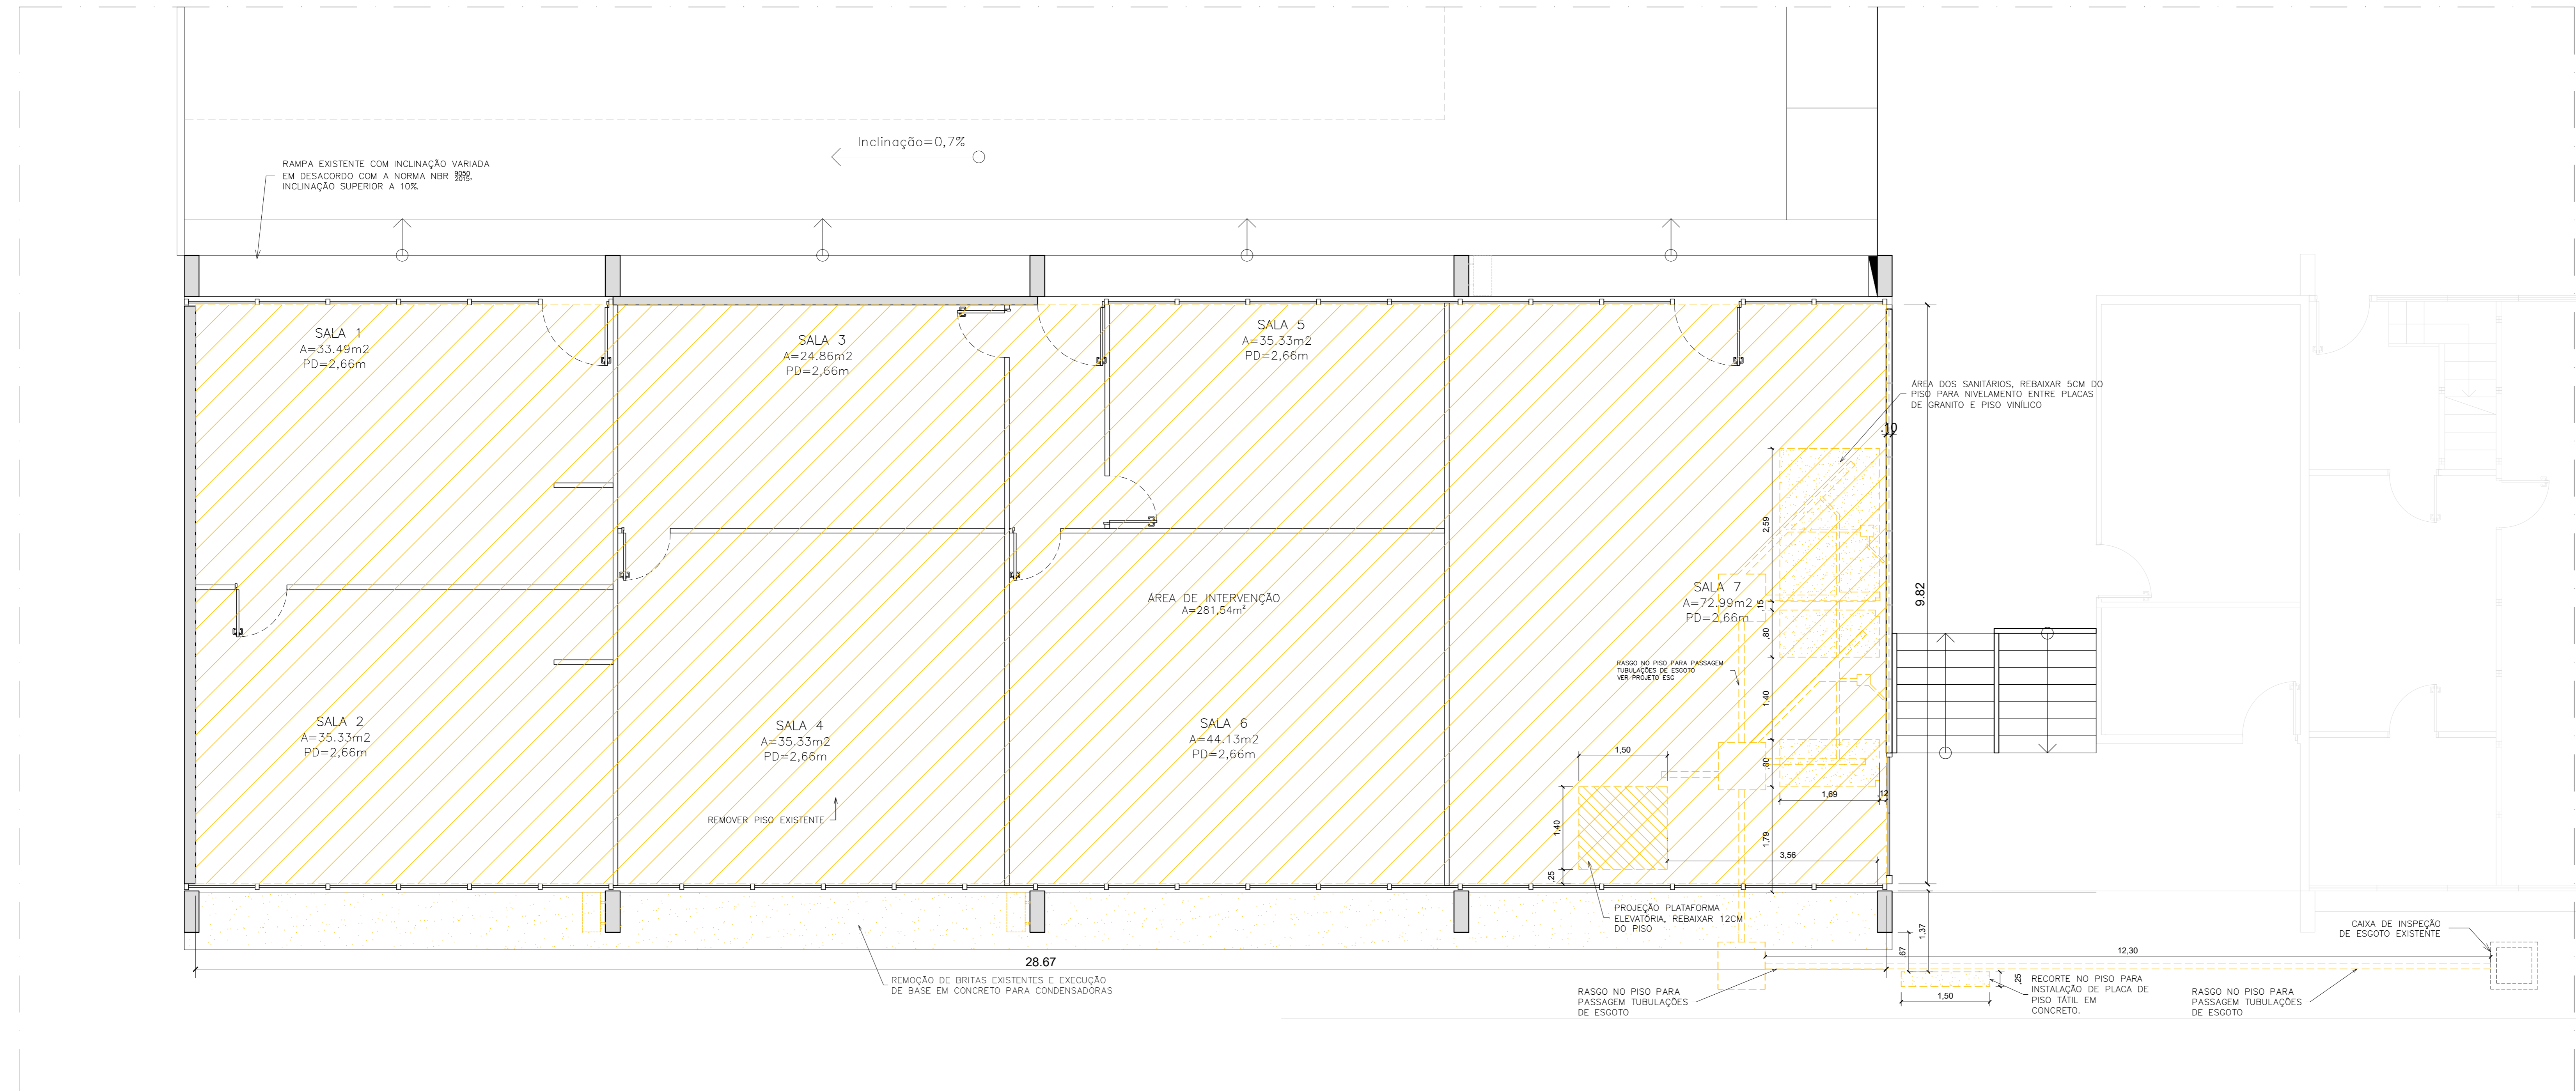 Inclinação=0,7%
RAMPA EXISTENTE COM INCLINAÇÃO VARIADA
EM DESACORDO COM A NORMA NBR 9050/2015,
INCLINAÇÃO SUPERIOR A 10%.
SALA 1
A=33.49m2
PD=2,66m
SALA 3
A=24.86m2
PD=2,66m
SALA 5
A=35.33m2
PD=2,66m
ÁREA DOS SANITÁRIOS, REBAIXAR 5CM DO
PISO PARA NIVELAMENTO ENTRE PLACAS
DE GRANITO E PISO VINÍLICO
.10
2,59
9.82
SALA 7
A=72.99m2
PD=2,66m
,15
,80
ÁREA DE INTERVENÇÃO
A=281,54m²
RASGO NO PISO PARA PASSAGEM
TUBULAÇÕES DE ESGOTO
VER PROJETO ESG
1,40
SALA 2
A=35.33m2
PD=2,66m
SALA 4
A=35.33m2
PD=2,66m
SALA 6
A=44.13m2
PD=2,66m
1,50
,80
1,69
,12
REMOVER PISO EXISTENTE
1,40
1,79
3,56
,25
PROJEÇÃO PLATAFORMA
ELEVATÓRIA, REBAIXAR 12CM
DO PISO
CAIXA DE INSPEÇÃO
DE ESGOTO EXISTENTE
1,37
,67
12,30
28.67
REMOÇÃO DE BRITAS EXISTENTES E EXECUÇÃO
DE BASE EM CONCRETO PARA CONDENSADORAS
RASGO NO PISO PARA
PASSAGEM TUBULAÇÕES
DE ESGOTO
1,50
,25
RECORTE NO PISO PARA
INSTALAÇÃO DE PLACA DE
PISO TÁTIL EM
CONCRETO.
RASGO NO PISO PARA
PASSAGEM TUBULAÇÕES
DE ESGOTO